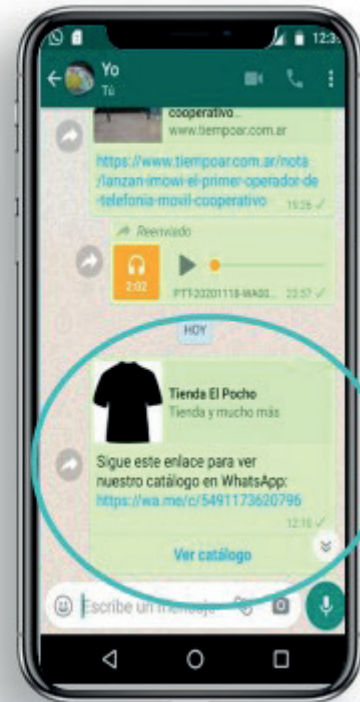 12:3
Yo
Tú
cooperativo...
www.tiempoar.com.ar
https://www.tiempoar.com.ar/nota
/lanzan-imowi-el-primer-operador-de
-telefonia-movil-cooperativo 19:26
Reenviado
2:02
PTT-20201118-WA00... 23:57
HOY
Tienda El Pocho
Tienda y mucho más
Sigue este enlace para ver
nuestro catálogo en WhatsApp:
https://wa.me/c/5491173620796
12:18
Ver catálogo
Escribe un mensaje